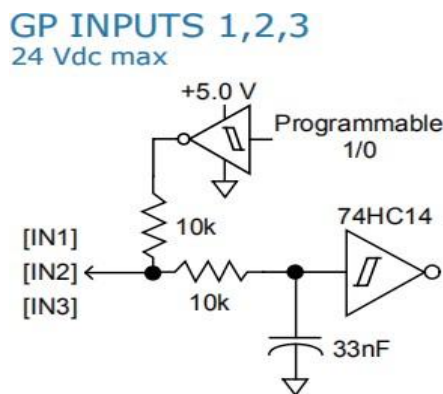 GP INPUTS 1,2,3
24 Vdc max
+5.0 V
Programmable
1/0
10k
74HC14
[IN1]
[IN2]
[IN3]
10k
33nF